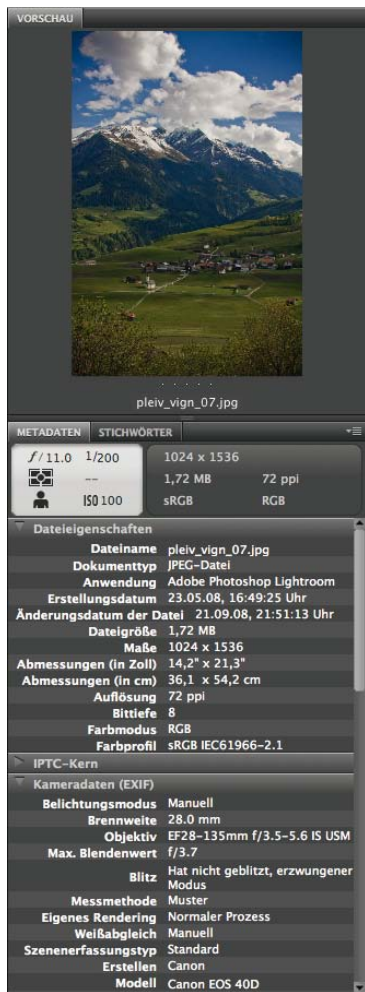 VORSCHAU
pleiv_vign_07.jpg
METADATEN STICHWÖRTER
f/11.0 1/200
--
ISO 100
1024 x 1536
1,72 MB 72 ppi
sRGB RGB
Dateieigenschaften
Dateiname pleiv_vign_07.jpg
Dokumenttyp JPEG-Datei
Anwendung Adobe Photoshop Lightroom
Erstellungsdatum 23.05.08, 16:49:25 Uhr
Änderungsdatum der Datei 21.09.08, 21:51:13 Uhr
Dateigröße 1,72 MB
Maße 1024 x 1536
Abmessungen (in Zoll) 14,2" x 21,3"
Abmessungen (in cm) 36,1 x 54,2 cm
Auflösung 72 ppi
Bittiefe 8
Farbmodus RGB
Farbprofil sRGB IEC61966-2.1
IPTC-Kern
Kameradaten (EXIF)
Belichtungsmodus Manuell
Brennweite 28.0 mm
Objektiv EF28-135mm f/3.5-5.6 IS USM
Max. Blendenwert f/3.7
Blitz Hat nicht geblitzt, erzwungener
Modus
Messmethode Muster
Eigenes Rendering Normaler Prozess
Weißabgleich Manuell
Szenenerfassungstyp Standard
Erstellen Canon
Modell Canon EOS 40D